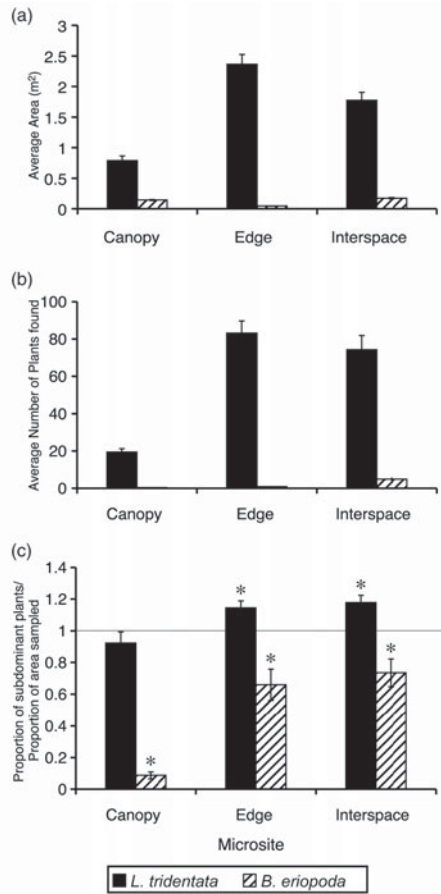 (a)
3
2.5
2
1.5
1
0.5
0
Average Area (m²)
Canopy Edge Interspace
(b)
100
80
60
40
20
0
Average Number of Plants found
Canopy Edge Interspace
(c)
1.4
1.2
1
0.8
0.6
0.4
0.2
0
Proportion of subdominant plants/
Proportion of area sampled
* * * * *
Canopy Edge Interspace
Microsite
L. tridentata B. eriopoda